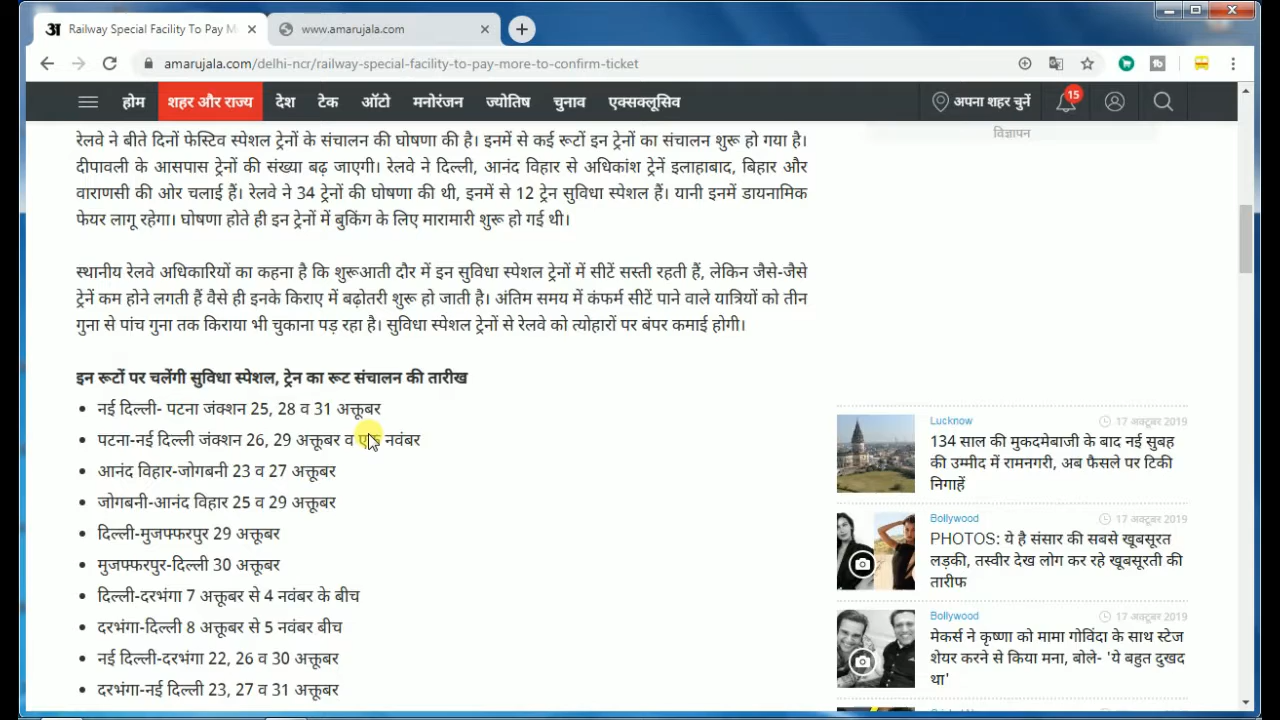 Railway Special Facility To Pay M
www.amarujala.com
amarujala.com/delhi-ncr/railway-special-facility-to-pay-more-to-confirm-ticket
होम शहर और राज्य देश टेक ऑटो मनोरंजन ज्योतिष चुनाव एक्सक्लूसिव
अपना शहर चुनें
15
विज्ञापन
रेलवे ने बीते दिनों फेस्टिव स्पेशल ट्रेनों के संचालन की घोषणा की है। इनमें से कई रूटों इन ट्रेनों का संचालन शुरू हो गया है।
दीपावली के आसपास ट्रेनों की संख्या बढ़ जाएगी। रेलवे ने दिल्ली, आनंद विहार से अधिकांश ट्रेनें इलाहाबाद, बिहार और
वाराणसी की ओर चलाई हैं। रेलवे ने 34 ट्रेनों की घोषणा की थी, इनमें से 12 ट्रेन सुविधा स्पेशल हैं। यानी इनमें डायनामिक
फेयर लागू रहेगा। घोषणा होते ही इन ट्रेनों में बुकिंग के लिए मारामारी शुरू हो गई थी।
स्थानीय रेलवे अधिकारियों का कहना है कि शुरूआती दौर में इन सुविधा स्पेशल ट्रेनों में सीटें सस्ती रहती हैं, लेकिन जैसे-जैसे
ट्रेनें कम होने लगती हैं वैसे ही इनके किराए में बढ़ोतरी शुरू हो जाती है। अंतिम समय में कंफर्म सीटें पाने वाले यात्रियों को तीन
गुना से पांच गुना तक किराया भी चुकाना पड़ रहा है। सुविधा स्पेशल ट्रेनों से रेलवे को त्योहारों पर बंपर कमाई होगी।
इन रूटों पर चलेंगी सुविधा स्पेशल, ट्रेन का रूट संचालन की तारीख
नई दिल्ली- पटना जंक्शन 25, 28 व 31 अक्तूबर
पटना-नई दिल्ली जंक्शन 26, 29 अक्तूबर व नवंबर
आनंद विहार-जोगबनी 23 व 27 अक्तूबर
जोगबनी-आनंद विहार 25 व 29 अक्तूबर
दिल्ली-मुजफ्फरपुर 29 अक्तूबर
मुजफ्फरपुर-दिल्ली 30 अक्तूबर
दिल्ली-दरभंगा 7 अक्तूबर से 4 नवंबर के बीच
दरभंगा-दिल्ली 8 अक्तूबर से 5 नवंबर बीच
नई दिल्ली-दरभंगा 22, 26 व 30 अक्तूबर
दरभंगा-नई दिल्ली 23, 27 व 31 अक्तूबर
Lucknow 17 अक्टूबर 2019
134 साल की मुकदमेबाजी के बाद नई सुबह
की उम्मीद में रामनगरी, अब फैसले पर टिकी
निगाहें
Bollywood 17 अक्टूबर 2019
PHOTOS: ये है संसार की सबसे खूबसूरत
लड़की, तस्वीर देख लोग कर रहे खूबसूरती की
तारीफ
Bollywood 17 अक्टूबर 2019
मेकर्स ने कृष्णा को मामा गोविंदा के साथ स्टेज
शेयर करने से किया मना, बोले- 'ये बहुत दुखद
था'